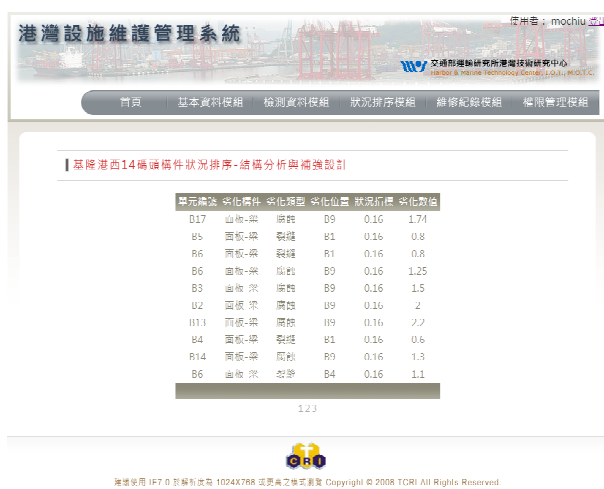 使用者： mochiu 登出
港灣設施維護管理系統
交通部運輸研究所港灣技術研究中心
Harbor & Marine Technology Center, I.O.T., M.O.T.C.
首頁 基本資料模組 檢測資料模組 狀況排序模組 維修紀錄模組 權限管理模組
基隆港西14碼頭構件狀況排序-結構分析與補強設計
單元編號 劣化構件 劣化類型 劣化位置 狀況指標 劣化數值
B17 面板-梁 腐蝕 B9 0.16 1.74
B5 面板-梁 裂縫 B1 0.16 0.8
B6 面板-梁 裂縫 B1 0.16 0.8
B6 面板-梁 腐蝕 B9 0.16 1.25
B3 面板-梁 腐蝕 B9 0.16 1.5
B2 面板-梁 腐蝕 B9 0.16 2
B13 面板-梁 腐蝕 B9 0.16 2.2
B4 面板-梁 裂縫 B1 0.16 0.6
B14 面板-梁 腐蝕 B9 0.16 1.3
B6 面板-梁 裂縫 B4 0.16 1.1
1 2 3
CRI
建議使用 IE7.0 於解析度為 1024X768 或更高之模式瀏覽 Copyright © 2008 TCRI All Rights Reserved.